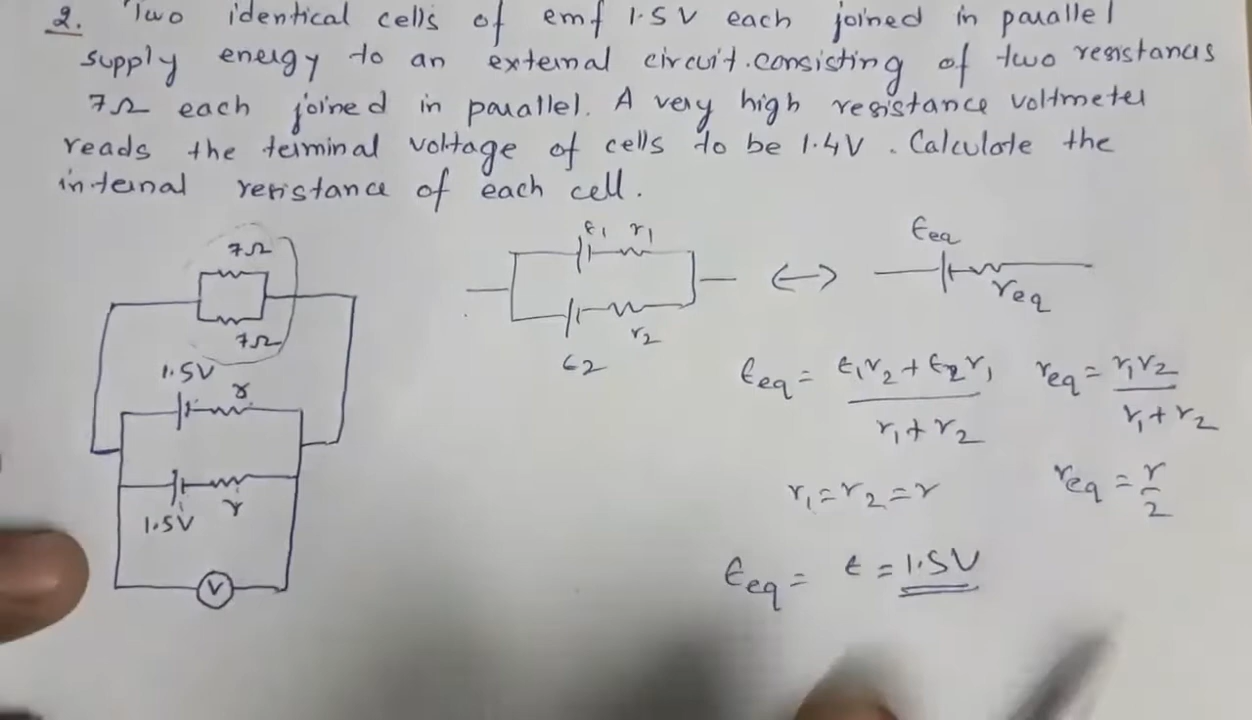 2. Two identical cells of emf 1.5 V each joined in parallel
supply energy to an external circuit. consisting of two resistances
7Ω each joined in parallel. A very high resistance voltmeter
reads the terminal voltage of cells to be 1.4V. Calculate the
internal resistance of each cell.
7Ω
7Ω
1.5V
r
1.5V
r
V
ε1 r1
r2
ε2
εeq
req
εeq = ε1r2 + ε2r1 / r1 + r2
req = r1r2 / r1 + r2
r1 = r2 = r
req = r/2
εeq = ε = 1.5V